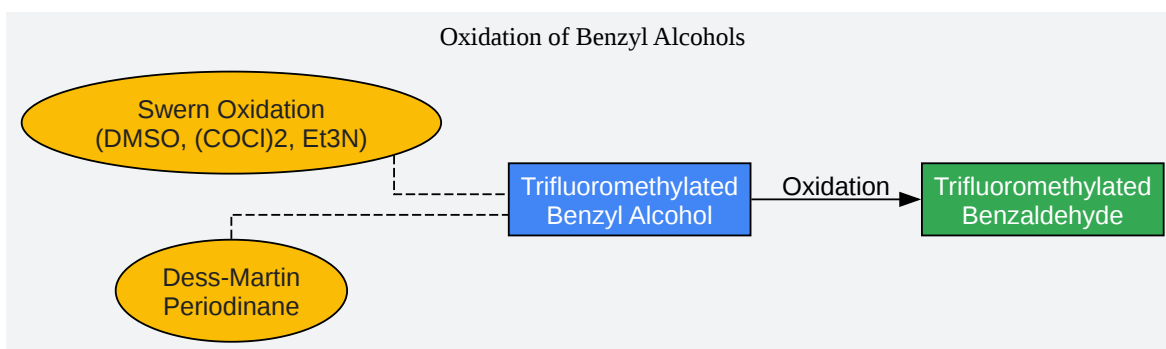 Oxidation of Benzyl Alcohols
Swern Oxidation
(DMSO, (COCl)2, Et3N)
Trifluoromethylated
Benzyl Alcohol
Oxidation
Trifluoromethylated
Benzaldehyde
Dess-Martin
Periodinane